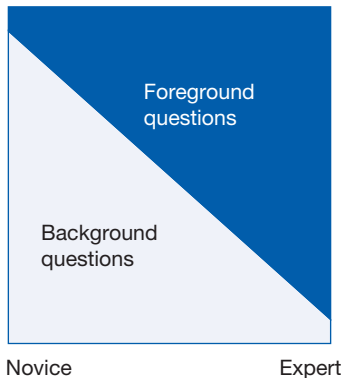 Foreground
questions
Background
questions
Novice
Expert